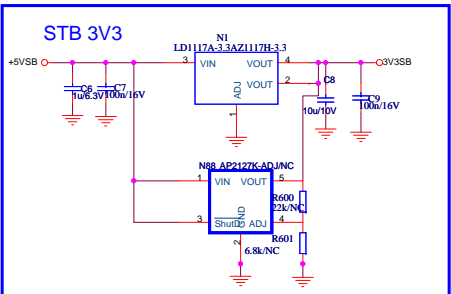 STB 3V3
N1
LD1117A-3.3AZ1117H-3.3
+5VSB
3
VIN
VOUT
4
3V3SB
VOUT
2
ADJ
1
C6
1u/6.3V
C7
100n/16V
C8
10u/10V
C9
100n/16V
N88 AP2127K-ADJ/NC
1
VIN
VOUT
5
R600
22k/NC
3
ShutD
GND
ADJ
4
2
R601
6.8k/NC